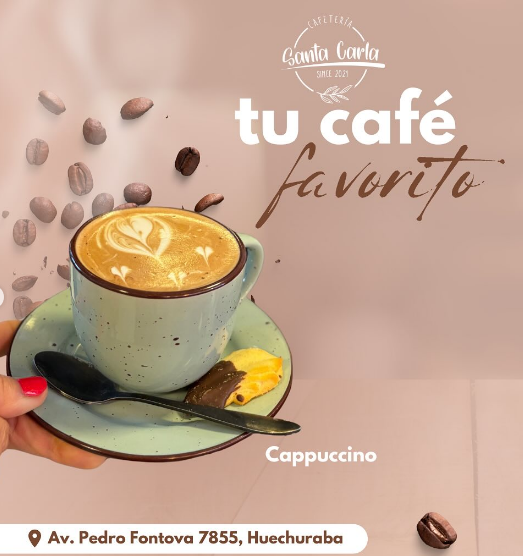 CAFETERÍA
Santa Carla
SINCE 2021
tu café
favorito
Cappuccino
Av. Pedro Fontova 7855, Huechuraba